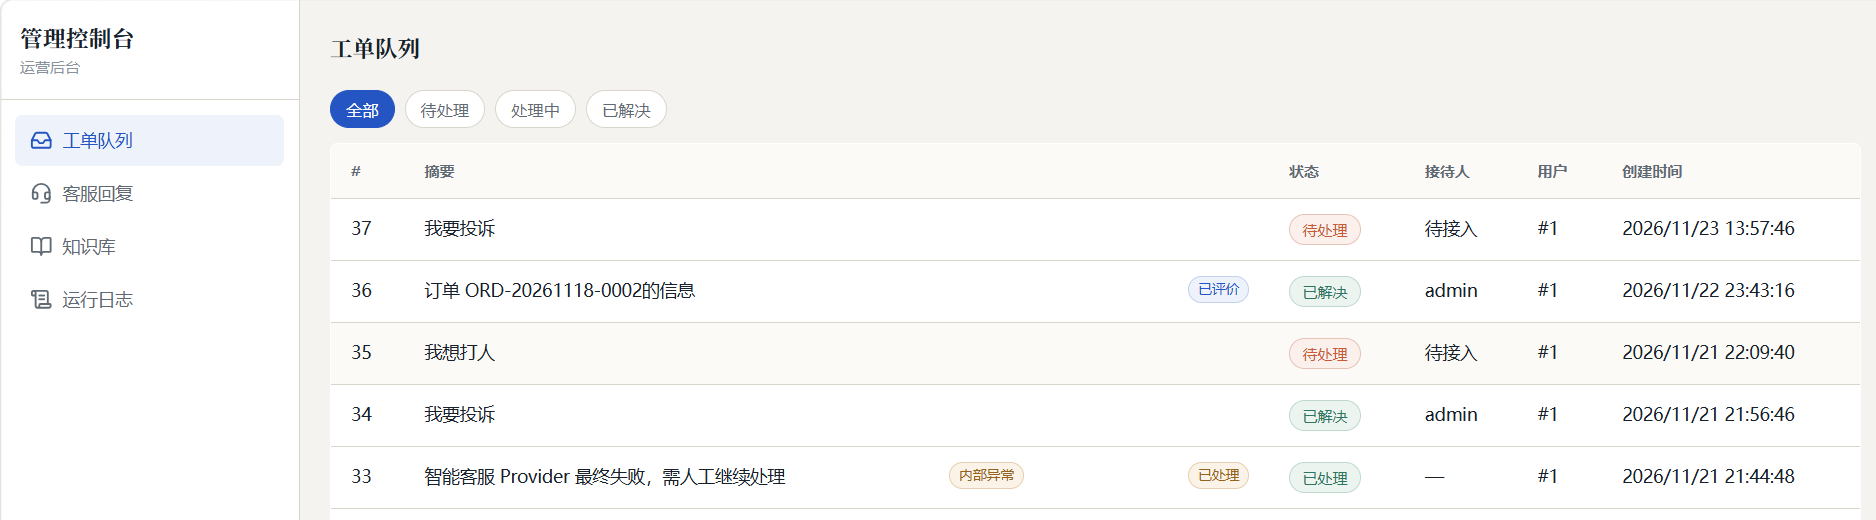 管理控制台
运营后台
工单队列
客服回复
知识库
运行日志
工单队列
全部 待处理 处理中 已解决
# 摘要 状态 接待人 用户 创建时间
37 我要投诉 待处理 待接入 #1 2026/11/23 13:57:46
36 订单 ORD-20261118-0002的信息 已评价 已解决 admin #1 2026/11/22 23:43:16
35 我想打人 待处理 待接入 #1 2026/11/21 22:09:40
34 我要投诉 已解决 admin #1 2026/11/21 21:56:46
33 智能客服 Provider 最终失败，需人工继续处理 内部异常 已处理 已处理 — #1 2026/11/21 21:44:48